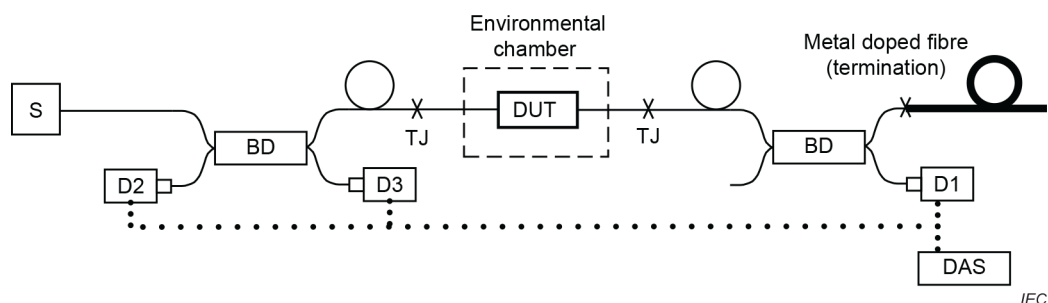 Environmental
chamber
Metal doped fibre
(termination)
S
DUT
TJ
TJ
BD
BD
D2
D3
D1
DAS
IEC